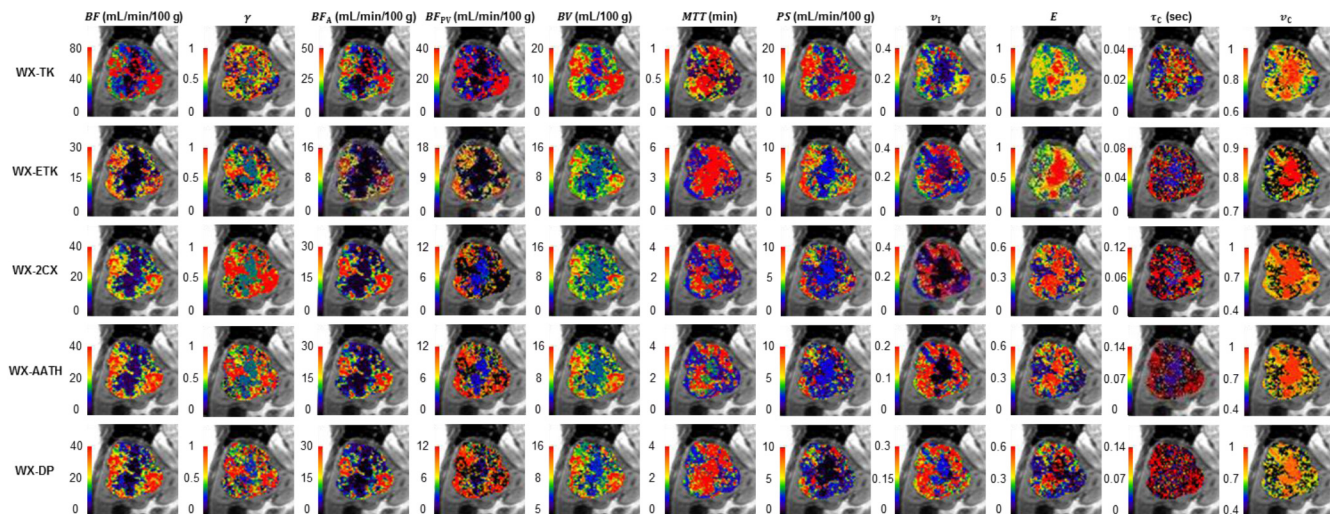 BF (mL/min/100 g) γ BF_A (mL/min/100 g) BF_PV (mL/min/100 g) BV (mL/100 g) MTT (min) PS (mL/min/100 g) v_I E τ_C (sec) v_C
WX-TK
80 1 50 40 20 1 20 0.4 1 0.04 1
40 0.5 25 20 10 0.5 10 0.2 0.5 0.02 0.8
0 0 0 0 0 0 0 0 0 0 0.6
WX-ETK
30 1 16 18 16 6 10 0.4 1 0.08 0.9
15 0.5 8 9 8 3 5 0.2 0.5 0.04 0.8
0 0 0 0 0 0 0 0 0 0 0.7
WX-2CX
40 1 30 12 16 4 10 0.4 0.6 0.12 1
20 0.5 15 6 8 2 5 0.2 0.3 0.06 0.7
0 0 0 0 0 0 0 0 0 0 0.4
WX-AATH
40 1 30 12 16 4 10 0.2 0.6 0.14 1
20 0.5 15 6 8 2 5 0.1 0.3 0.07 0.7
0 0 0 0 0 0 0 0 0 0 0.4
WX-DP
40 1 30 12 16 4 10 0.3 0.6 0.14 1
20 0.5 15 6 8 2 5 0.15 0.3 0.07 0.7
0 0 0 0 5 0 0 0 0 0 0.4